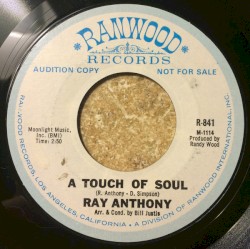 RANWOOD
RECORDS
AUDITION COPY
NOT FOR SALE
Moonlight Music,
Inc. (BMI)
Time: 2:50
R-841
M-1114
Produced by
Randy Wood
A TOUCH OF SOUL
(R. Anthony - D. Simpson)
RAY ANTHONY
Arr. & Cond. by Bill Justis
RANWOOD RECORDS, LOS ANGELES, CALIFORNIA • A DIVISION OF RANWOOD INTERNATIONAL, INC.